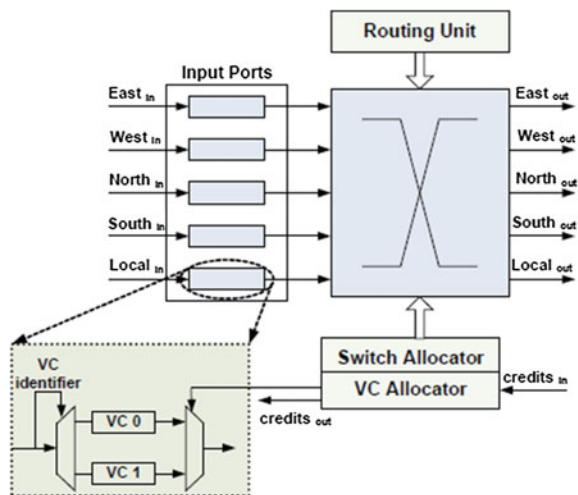 Routing Unit
Input Ports
East in
West in
North in
South in
Local in
East out
West out
North out
South out
Local out
Switch Allocator
VC Allocator
credits in
credits out
VC
identifier
VC 0
VC 1